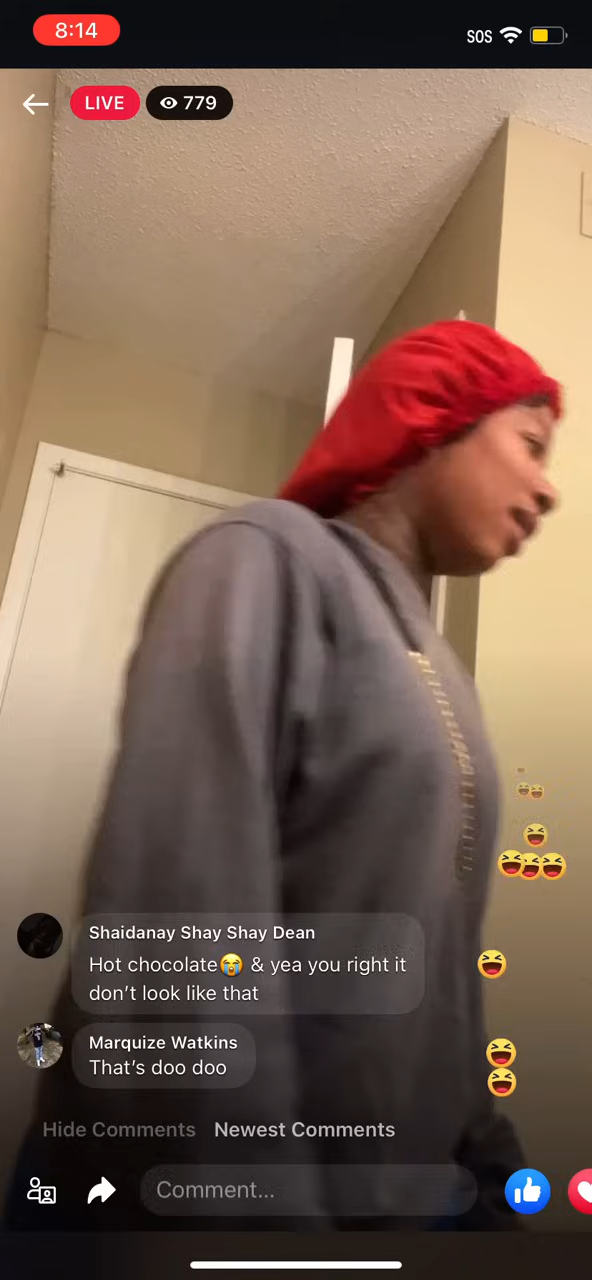 8:14
SOS
LIVE
779
Shaidanay Shay Shay Dean
Hot chocolate😭 & yea you right it
don't look like that
Marquize Watkins
That's doo doo
Hide Comments
Newest Comments
Comment...